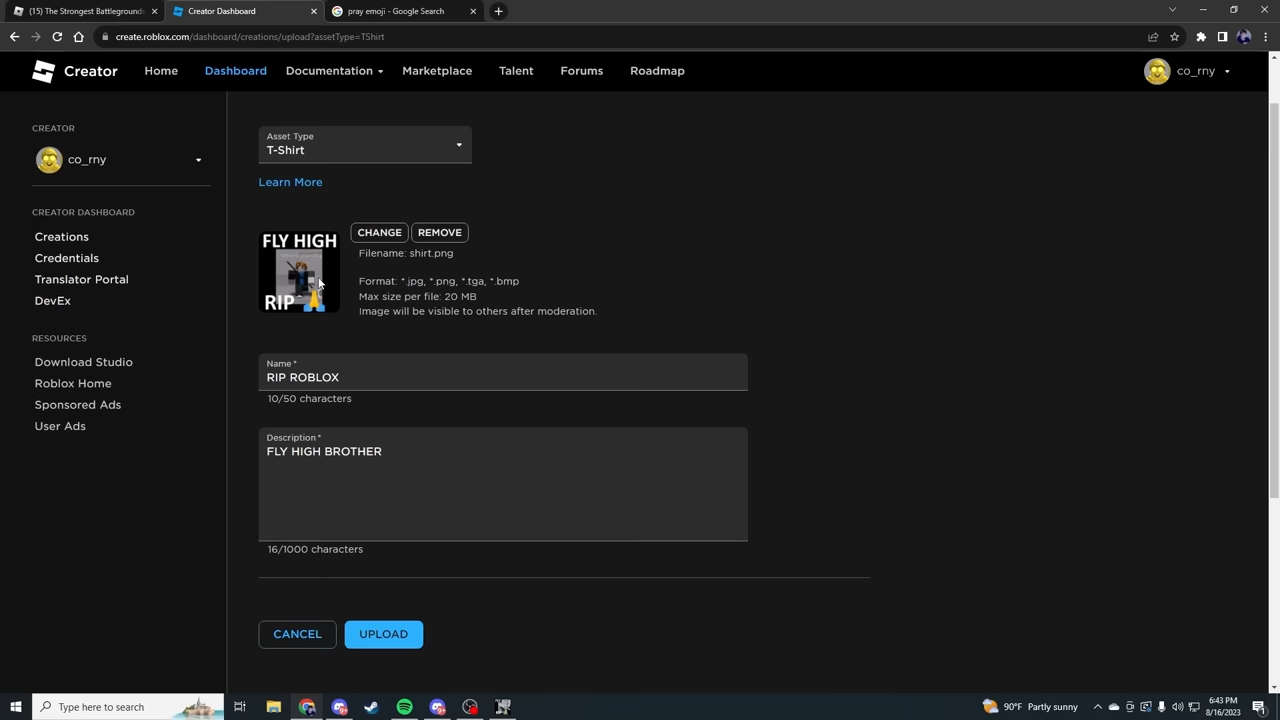 (15) The Strongest Battleground
Creator Dashboard
pray emoji - Google Search
create.roblox.com/dashboard/creations/upload?assetType=TShirt
Creator
Home
Dashboard
Documentation
Marketplace
Talent
Forums
Roadmap
co_rny
CREATOR
co_rny
CREATOR DASHBOARD
Creations
Credentials
Translator Portal
DevEx
RESOURCES
Download Studio
Roblox Home
Sponsored Ads
User Ads
Asset Type
T-Shirt
Learn More
FLY HIGH
RIP
CHANGE
REMOVE
Filename: shirt.png
Format: *.jpg, *.png, *.tga, *.bmp
Max size per file: 20 MB
Image will be visible to others after moderation.
Name*
RIP ROBLOX
10/50 characters
Description*
FLY HIGH BROTHER
16/1000 characters
CANCEL
UPLOAD
Type here to search
90°F Partly sunny
6:43 PM
8/16/2023